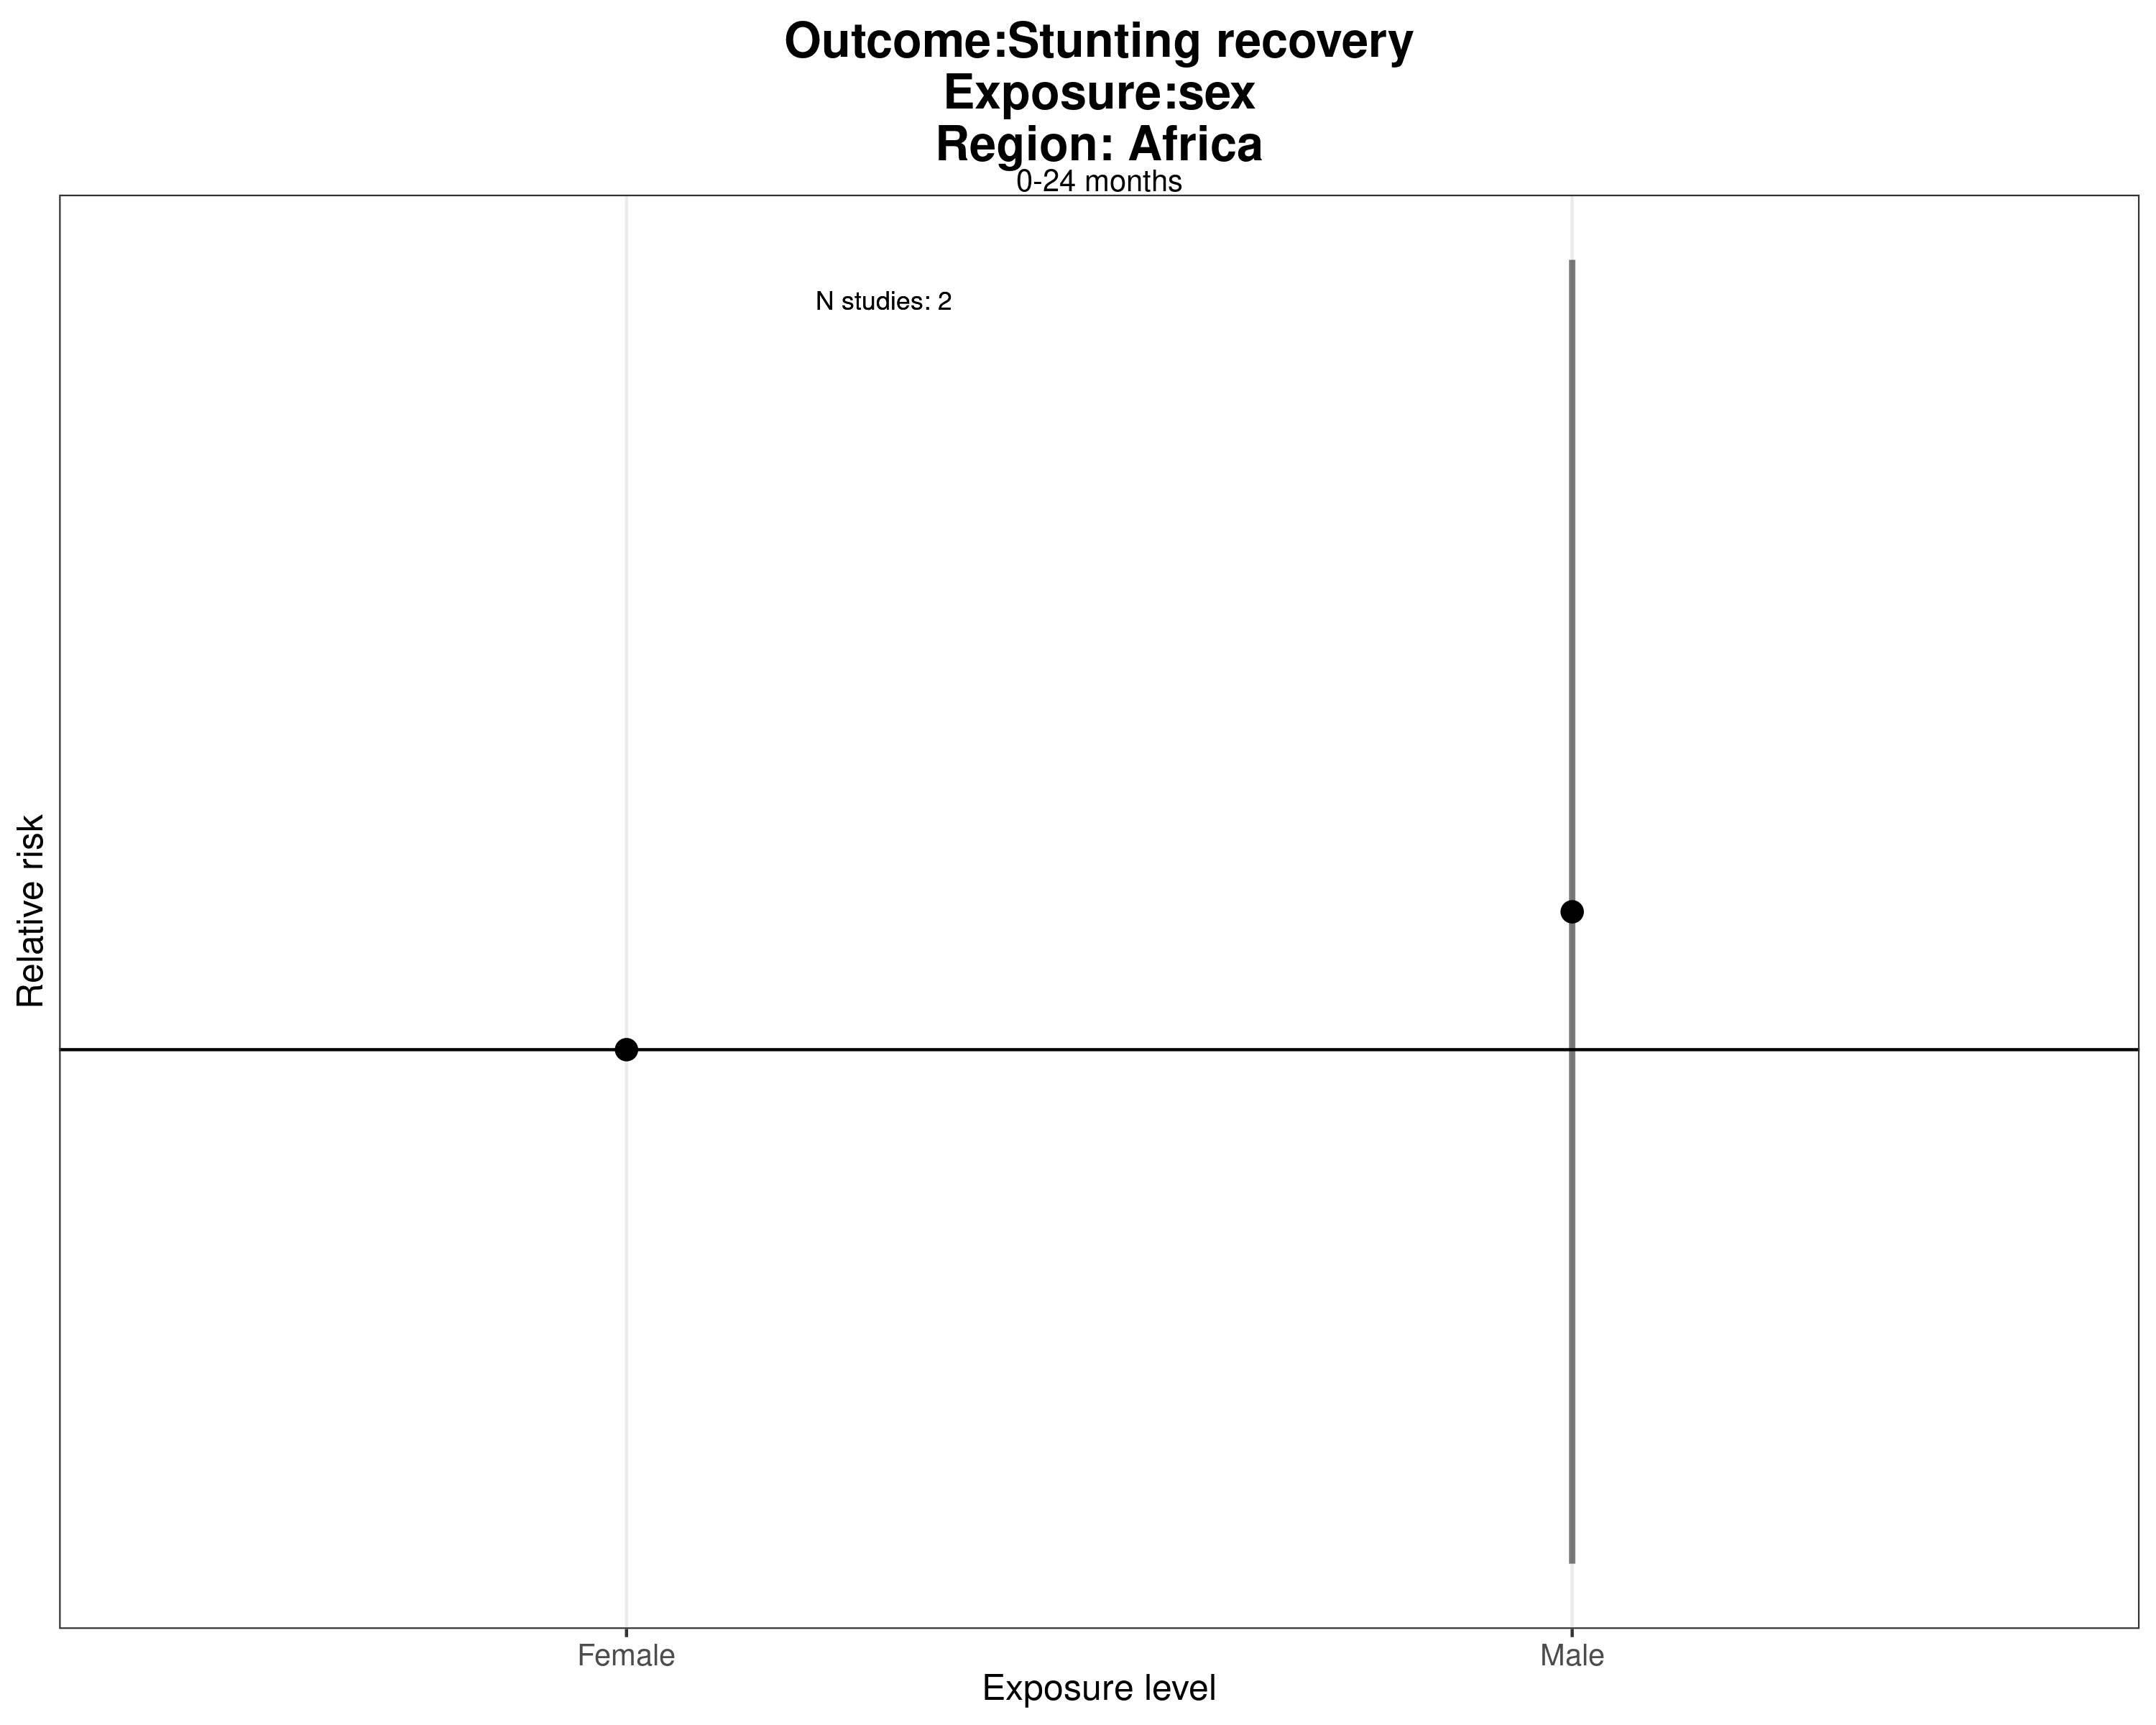 Outcome:Stunting recovery
Exposure:sex
Region: Africa
0-24 months
N studies: 2
Relative risk
Female
Male
Exposure level